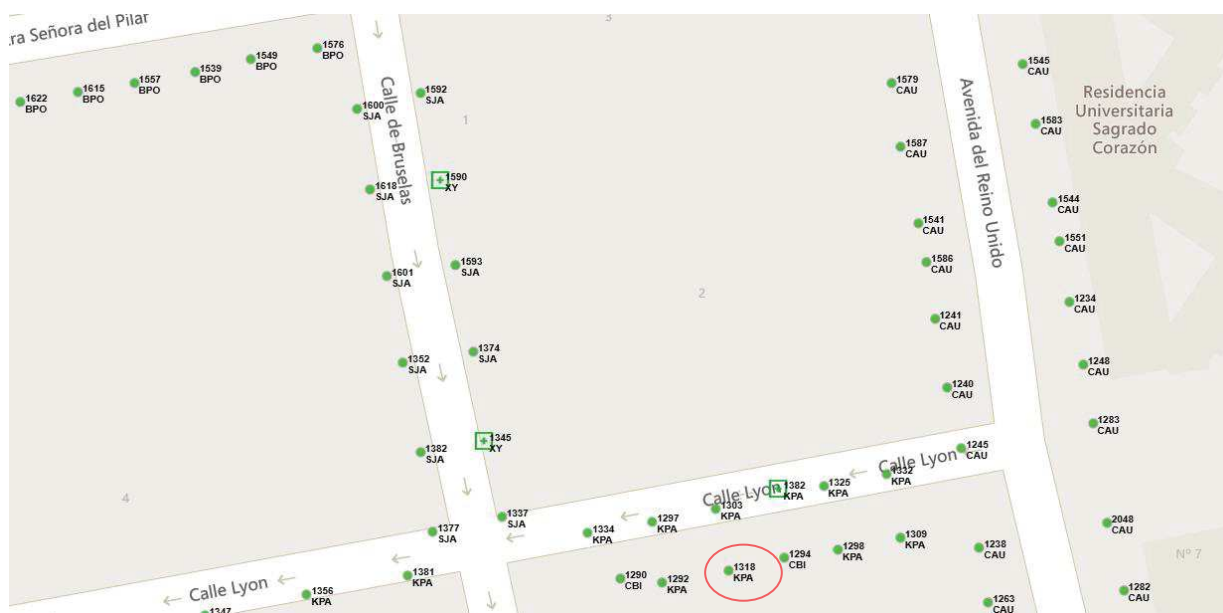 ra Señora del Pilar
1576
BPO
1549
BPO
1539
BPO
1557
BPO
1615
BPO
1622
BPO
3
1592
SJA
1600
SJA
Calle de Bruselas
1
1590
XY
1618
SJA
1593
SJA
1601
SJA
1374
SJA
1352
SJA
1345
XY
1382
SJA
4
1337
SJA
1377
SJA
1381
KPA
1356
KPA
1347
Calle Lyon
2
1579
CAU
1587
CAU
1541
CAU
1586
CAU
1241
CAU
1240
CAU
1245
CAU
Avenida del Reino Unido
1545
CAU
1583
CAU
Residencia
Universitaria
Sagrado
Corazón
1544
CAU
1551
CAU
1234
CAU
1248
CAU
1283
CAU
Calle Lyon
1332
KPA
1325
KPA
1382
KPA
Calle Lyon
1303
KPA
1297
KPA
1334
KPA
1290
CBI
1292
KPA
1318
KPA
1294
CBI
1298
KPA
1309
KPA
1238
CAU
1263
CAU
2048
CAU
1282
CAU
Nº 7